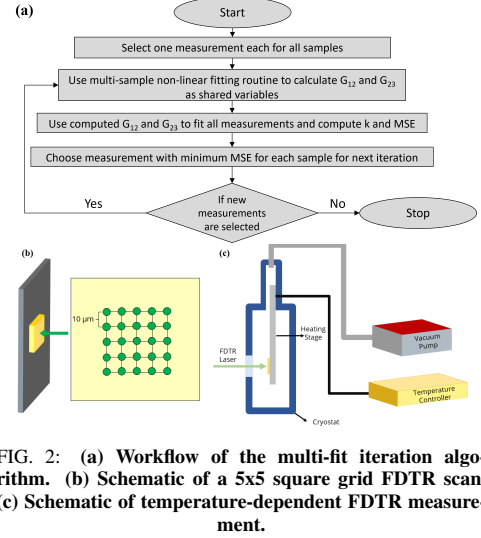 (a)
Start
Select one measurement each for all samples
Use multi-sample non-linear fitting routine to calculate G12 and G23
as shared variables
Use computed G12 and G23 to fit all measurements and compute k and MSE
Choose measurement with minimum MSE for each sample for next iteration
Yes
If new
measurements
are selected
No
Stop
(b)
10 μm
(c)
FDTR
Laser
Heating
Stage
Cryostat
Vacuum
Pump
Temperature
Controller
FIG. 2: (a) Workflow of the multi-fit iteration algo-
rithm. (b) Schematic of a 5x5 square grid FDTR scan
(c) Schematic of temperature-dependent FDTR measure-
ment.